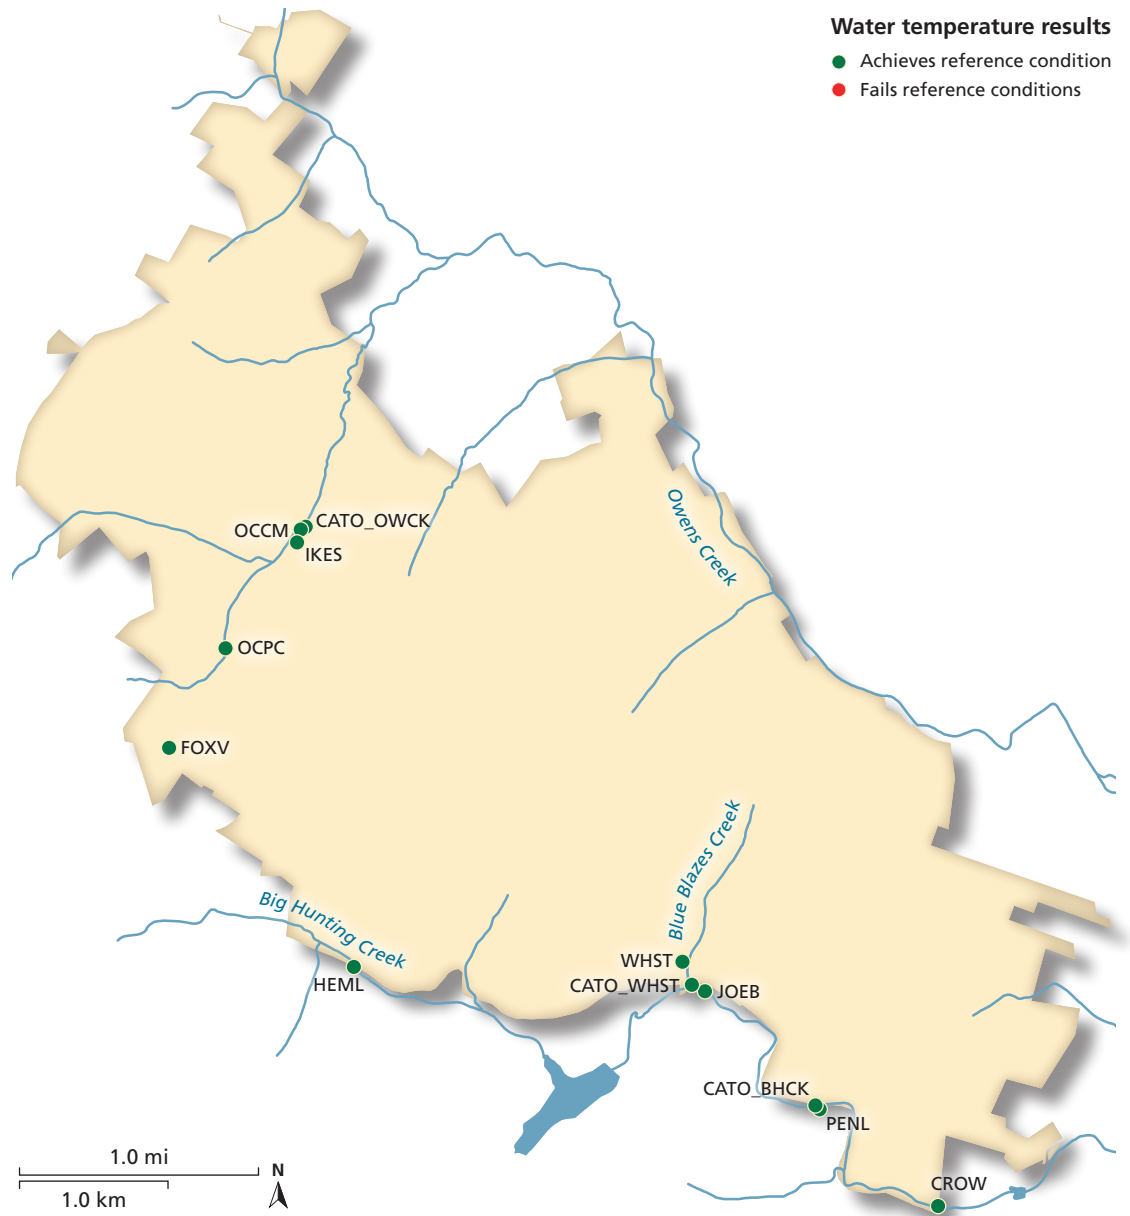 Water temperature results
Achieves reference condition
Fails reference conditions
CATO_OWCK
OCCM
IKES
Owens Creek
OCPC
FOXV
Blue Blazes Creek
Big Hunting Creek
WHST
HEML
CATO_WHST
JOEB
CATO_BHCK
PENL
1.0 mi
N
1.0 km
CROW